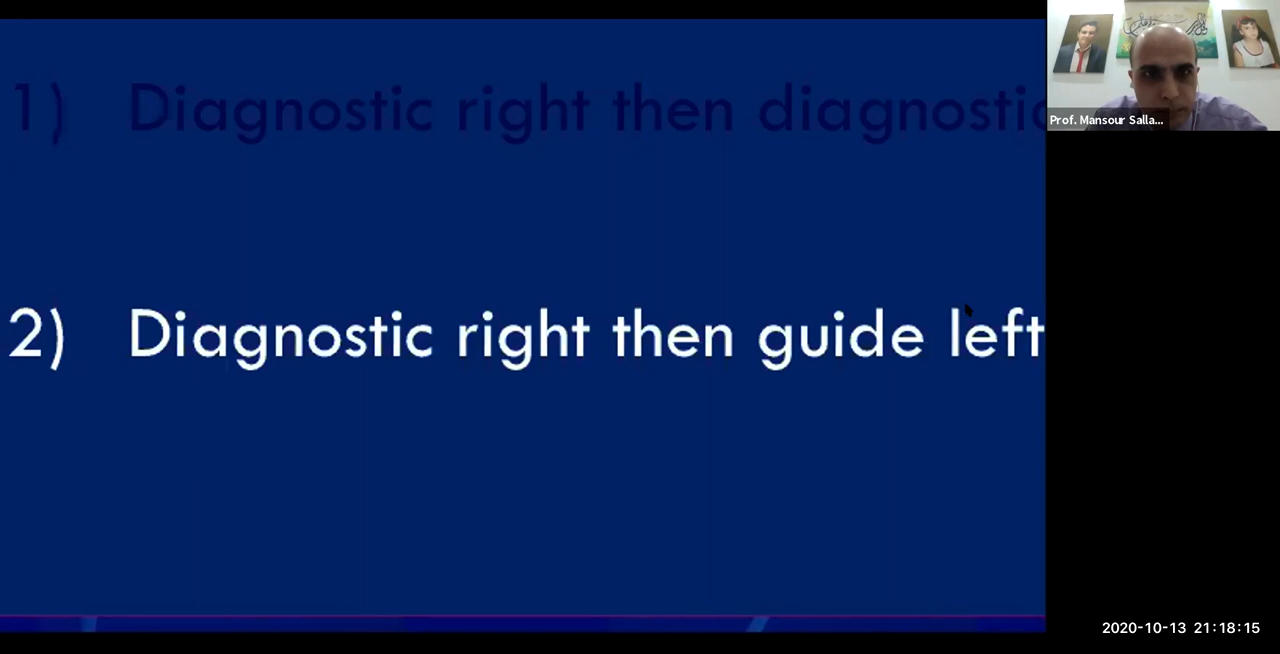 1) Diagnostic right then diagnostic
2) Diagnostic right then guide left
Prof. Mansour Salla...
2020-10-13 21:18:15